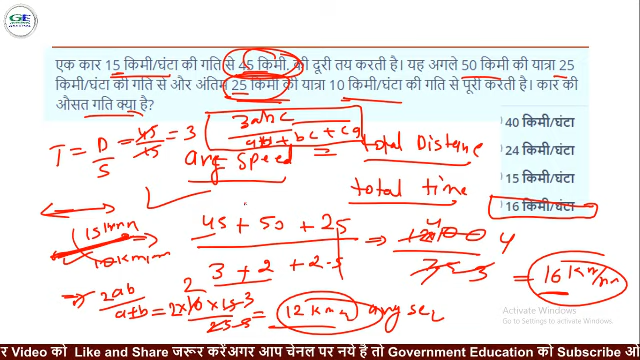 GE
एक कार 15 किमी/घंटा की गति से 45 किमी. की दूरी तय करती है। यह अगले 50 किमी की यात्रा 25
किमी/घंटा की गति से और अंतिम 25 किमी की यात्रा 10 किमी/घंटा की गति से पूरी करती है। कार की
औसत गति क्या है?
3abc
ab + bc + ca
40 किमी/घंटा
24 किमी/घंटा
15 किमी/घंटा
16 किमी/घंटा
T = D/S = 45/15 = 3
avg speed = total Distance
total time
45 + 50 + 25
3 + 2 + 2.5
4
= 16 km/hr
2ab
a+b
= 12 km
Activate Windows
Go to Settings to activate Windows.
र Video को Like and Share जरूर करेंअगर आप चेनल पर नये है तो Government Education को Subscribe